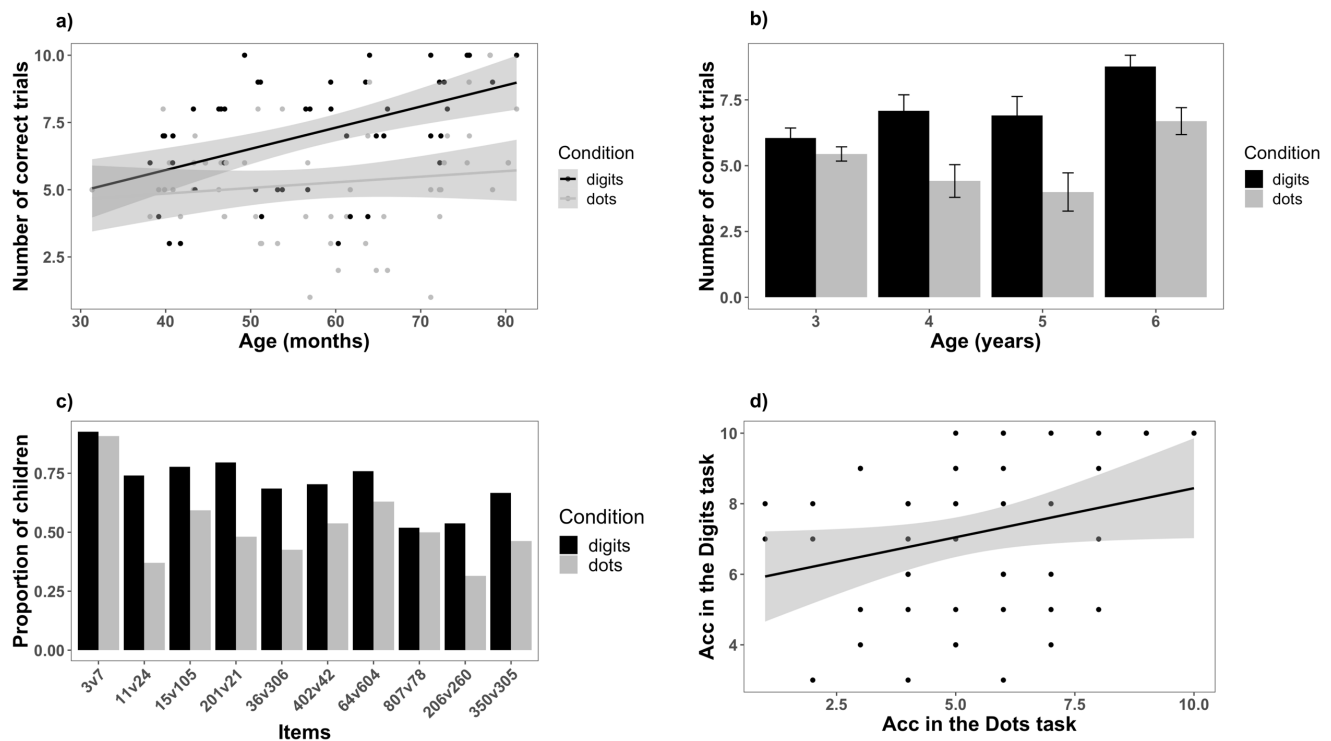 a)
Number of correct trials
10.0
7.5
5.0
2.5
30 40 50 60 70 80
Age (months)
Condition
digits
dots
b)
Number of correct trials
7.5
5.0
2.5
0.0
3 4 5 6
Age (years)
Condition
digits
dots
c)
Proportion of children
0.75
0.50
0.25
0.00
3v7 11v24 15v105 201v21 36v306 402v42 64v604 807v78 206v260 350v305
Items
Condition
digits
dots
d)
Acc in the Digits task
10
8
6
4
2.5 5.0 7.5 10.0
Acc in the Dots task